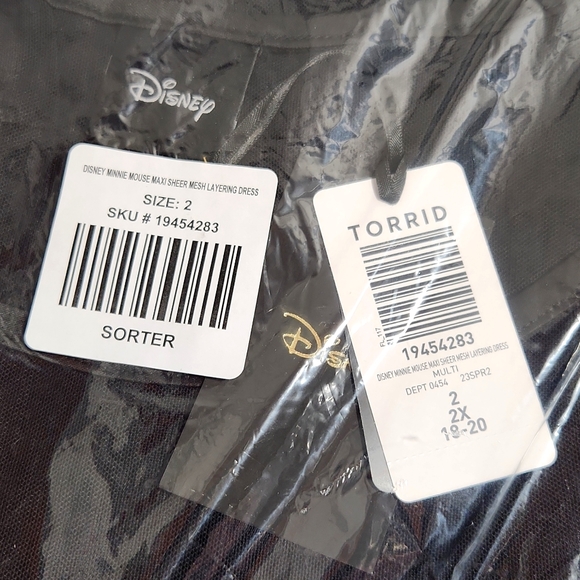 Disney
DISNEY MINNIE MOUSE MAXI SHEER MESH LAYERING DRESS
SIZE: 2
SKU # 19454283
SORTER
TORRID
19454283
DISNEY MINNIE MOUSE MAXI SHEER MESH LAYERING DRESS
MULTI
DEPT 0454 23SPR2
2
2X
18-20